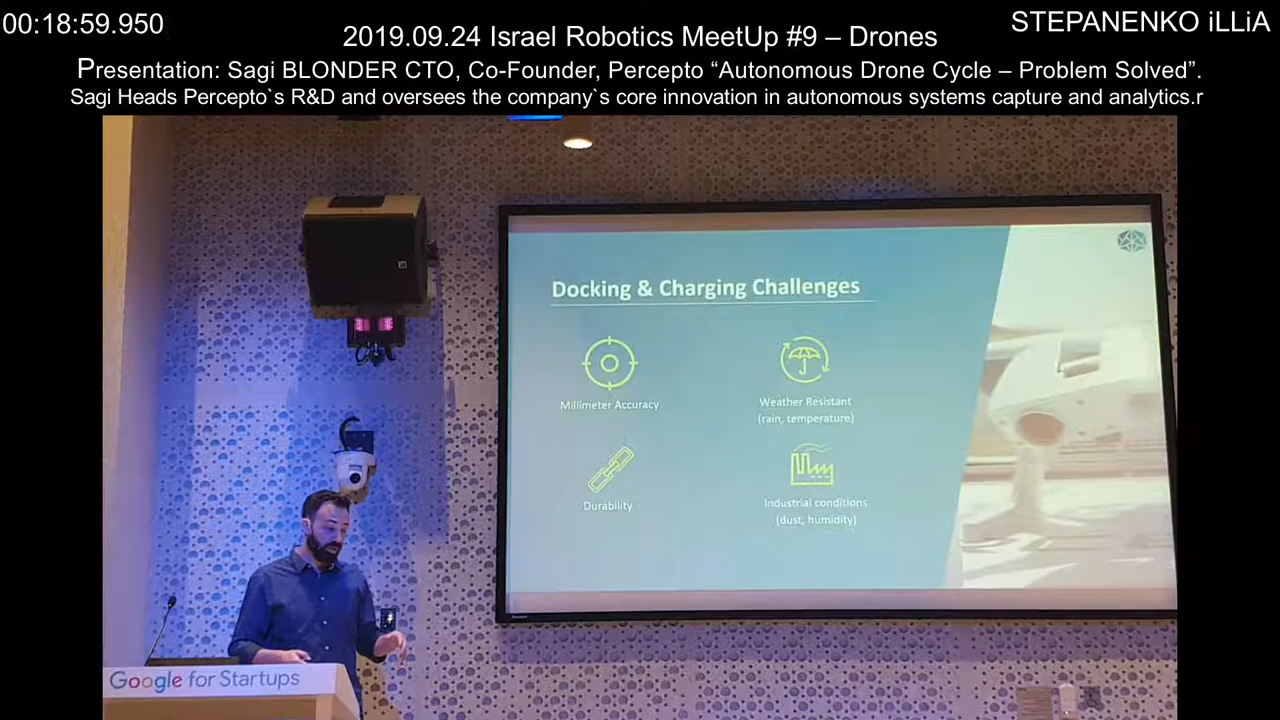 00:18:59.950
STEPANENKO iLLiA
2019.09.24 Israel Robotics MeetUp #9 – Drones
Presentation: Sagi BLONDER CTO, Co-Founder, Percepto “Autonomous Drone Cycle – Problem Solved”.
Sagi Heads Percepto`s R&D and oversees the company`s core innovation in autonomous systems capture and analytics.r
Docking & Charging Challenges
Millimeter Accuracy
Weather Resistant
(rain, temperature)
Durability
Industrial conditions
(dust, humidity)
Google for Startups